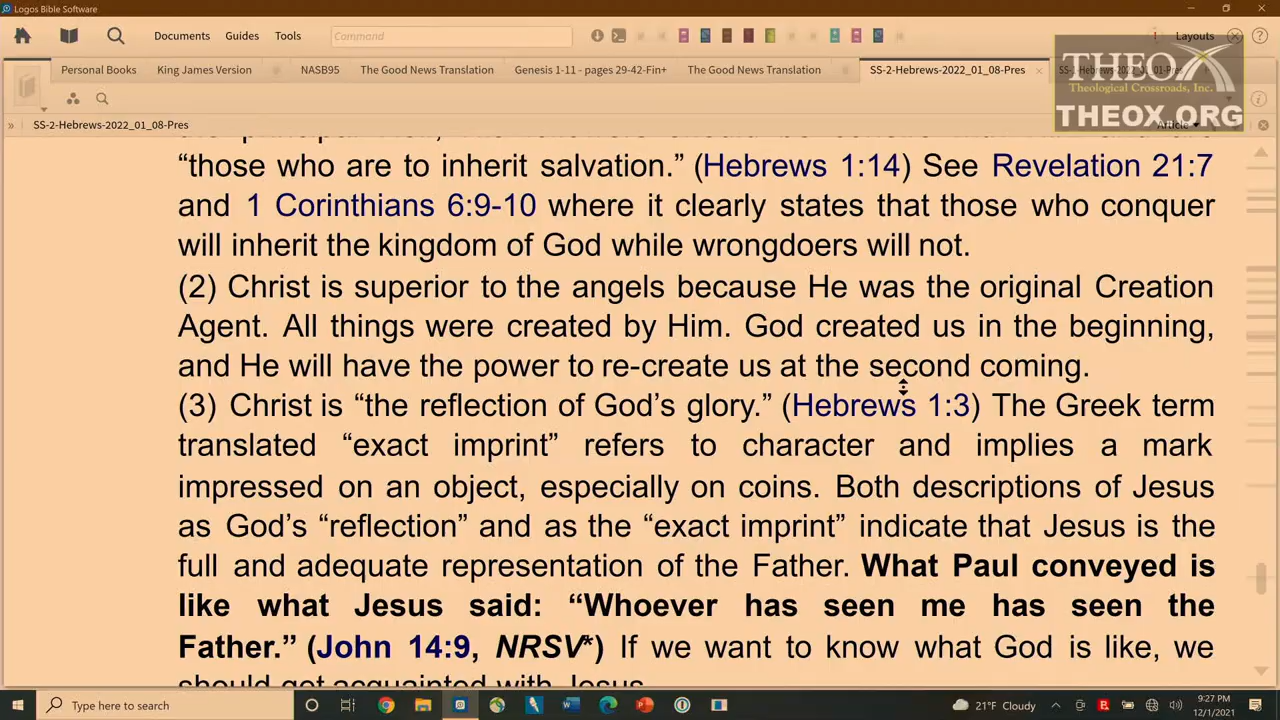 Logos Bible Software
Documents Guides Tools Command Layouts
Personal Books King James Version NASB95 The Good News Translation Genesis 1-11 - pages 29-42-Fin+ The Good News Translation SS-2-Hebrews-2022_01_08-Pres
THEOX
Theological Crossroads, Inc.
THEOX.ORG
SS-2-Hebrews-2022_01_08-Pres Article
“those who are to inherit salvation.” (Hebrews 1:14) See Revelation 21:7
and 1 Corinthians 6:9-10 where it clearly states that those who conquer
will inherit the kingdom of God while wrongdoers will not.
(2) Christ is superior to the angels because He was the original Creation
Agent. All things were created by Him. God created us in the beginning,
and He will have the power to re-create us at the second coming.
(3) Christ is “the reflection of God’s glory.” (Hebrews 1:3) The Greek term
translated “exact imprint” refers to character and implies a mark
impressed on an object, especially on coins. Both descriptions of Jesus
as God’s “reflection” and as the “exact imprint” indicate that Jesus is the
full and adequate representation of the Father. What Paul conveyed is
like what Jesus said: “Whoever has seen me has seen the
Father.” (John 14:9, NRSV*) If we want to know what God is like, we
should get acquainted with Jesus.
Type here to search 21°F Cloudy 9:27 PM
12/1/2021